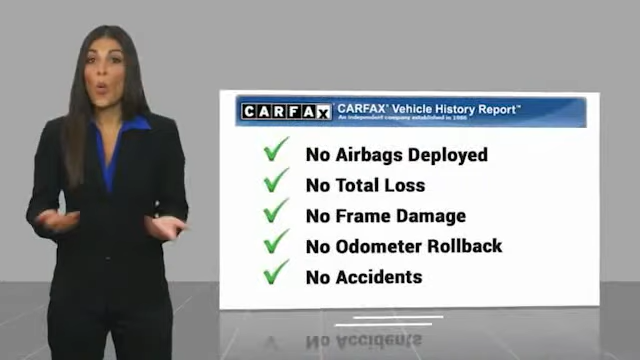 CARFAX CARFAX® Vehicle History Report™
An independent company established in 1986
No Airbags Deployed
No Total Loss
No Frame Damage
No Odometer Rollback
No Accidents